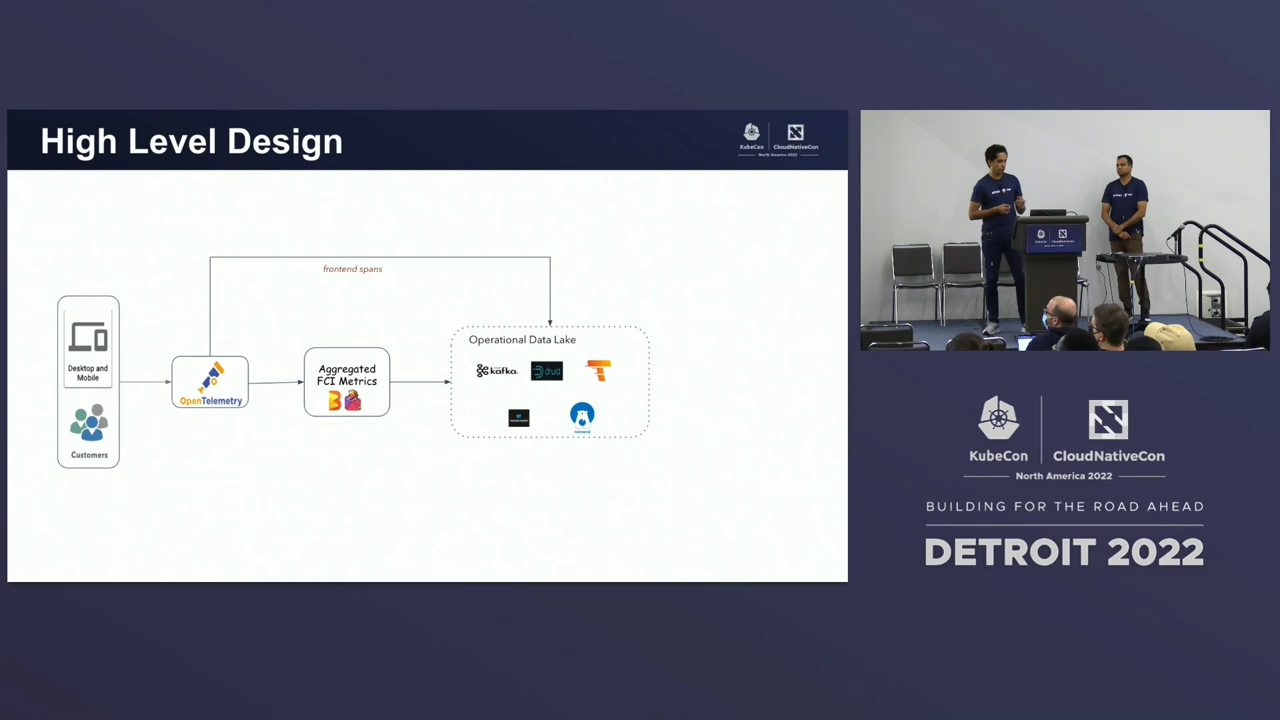 High Level Design
KubeCon
CloudNativeCon
North America 2022
frontend spans
Desktop and
Mobile
Customers
OpenTelemetry
Aggregated
FCI Metrics
Operational Data Lake
kafka
druid
KubeCon
CloudNativeCon
North America 2022
BUILDING FOR THE ROAD AHEAD
DETROIT 2022